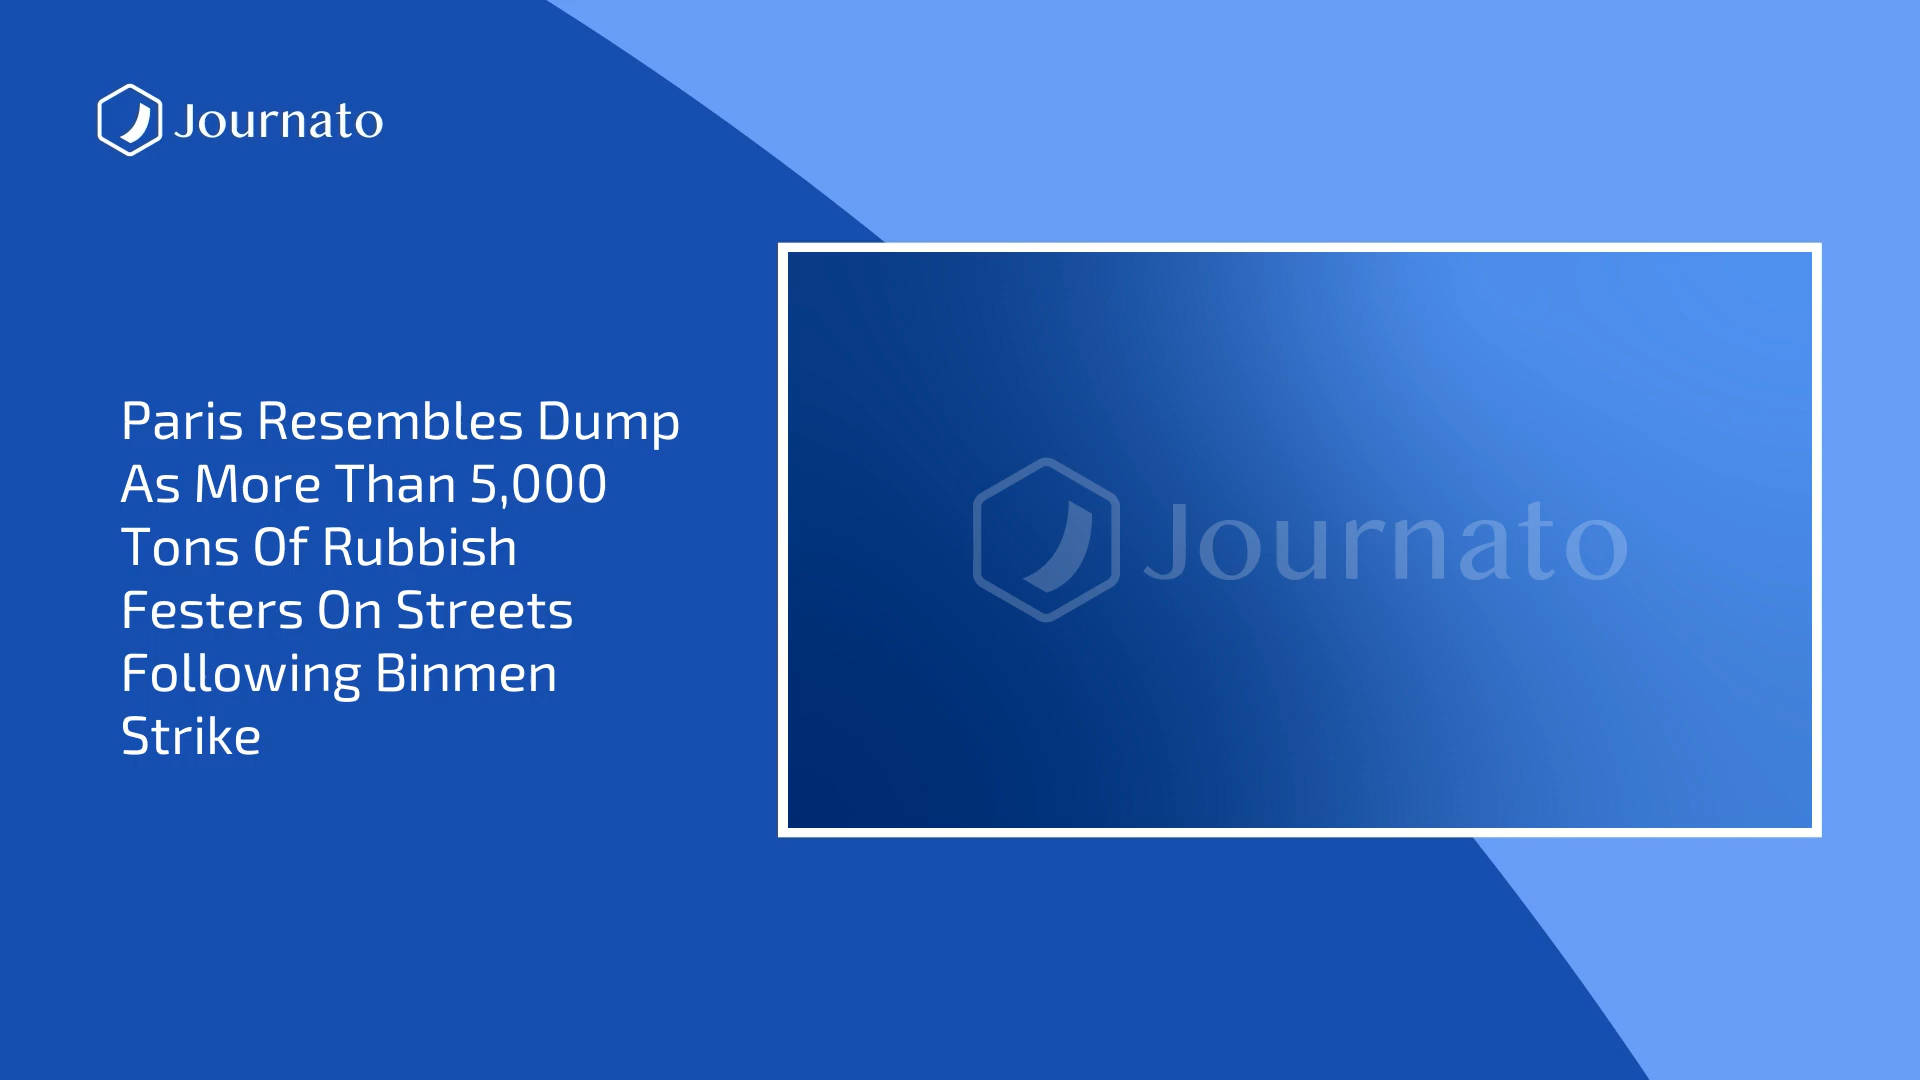 Journato
Paris Resembles Dump
As More Than 5,000
Tons Of Rubbish
Festers On Streets
Following Binmen
Strike
Journato